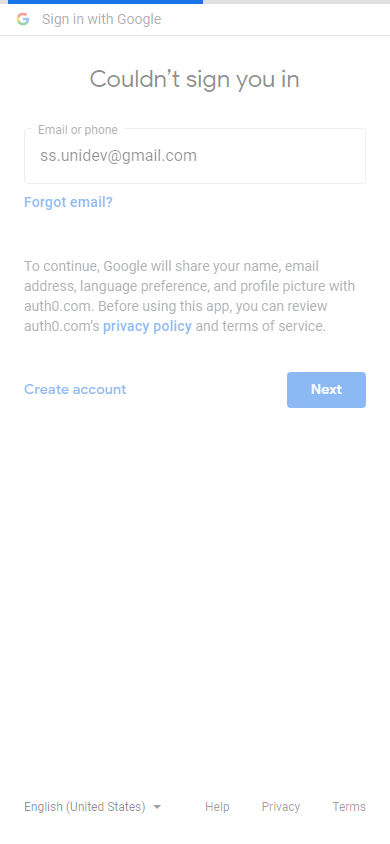 Sign in with Google
Couldn’t sign you in
Email or phone
ss.unidev@gmail.com
Forgot email?
To continue, Google will share your name, email
address, language preference, and profile picture with
auth0.com. Before using this app, you can review
auth0.com’s privacy policy and terms of service.
Create account
Next
English (United States)
Help
Privacy
Terms